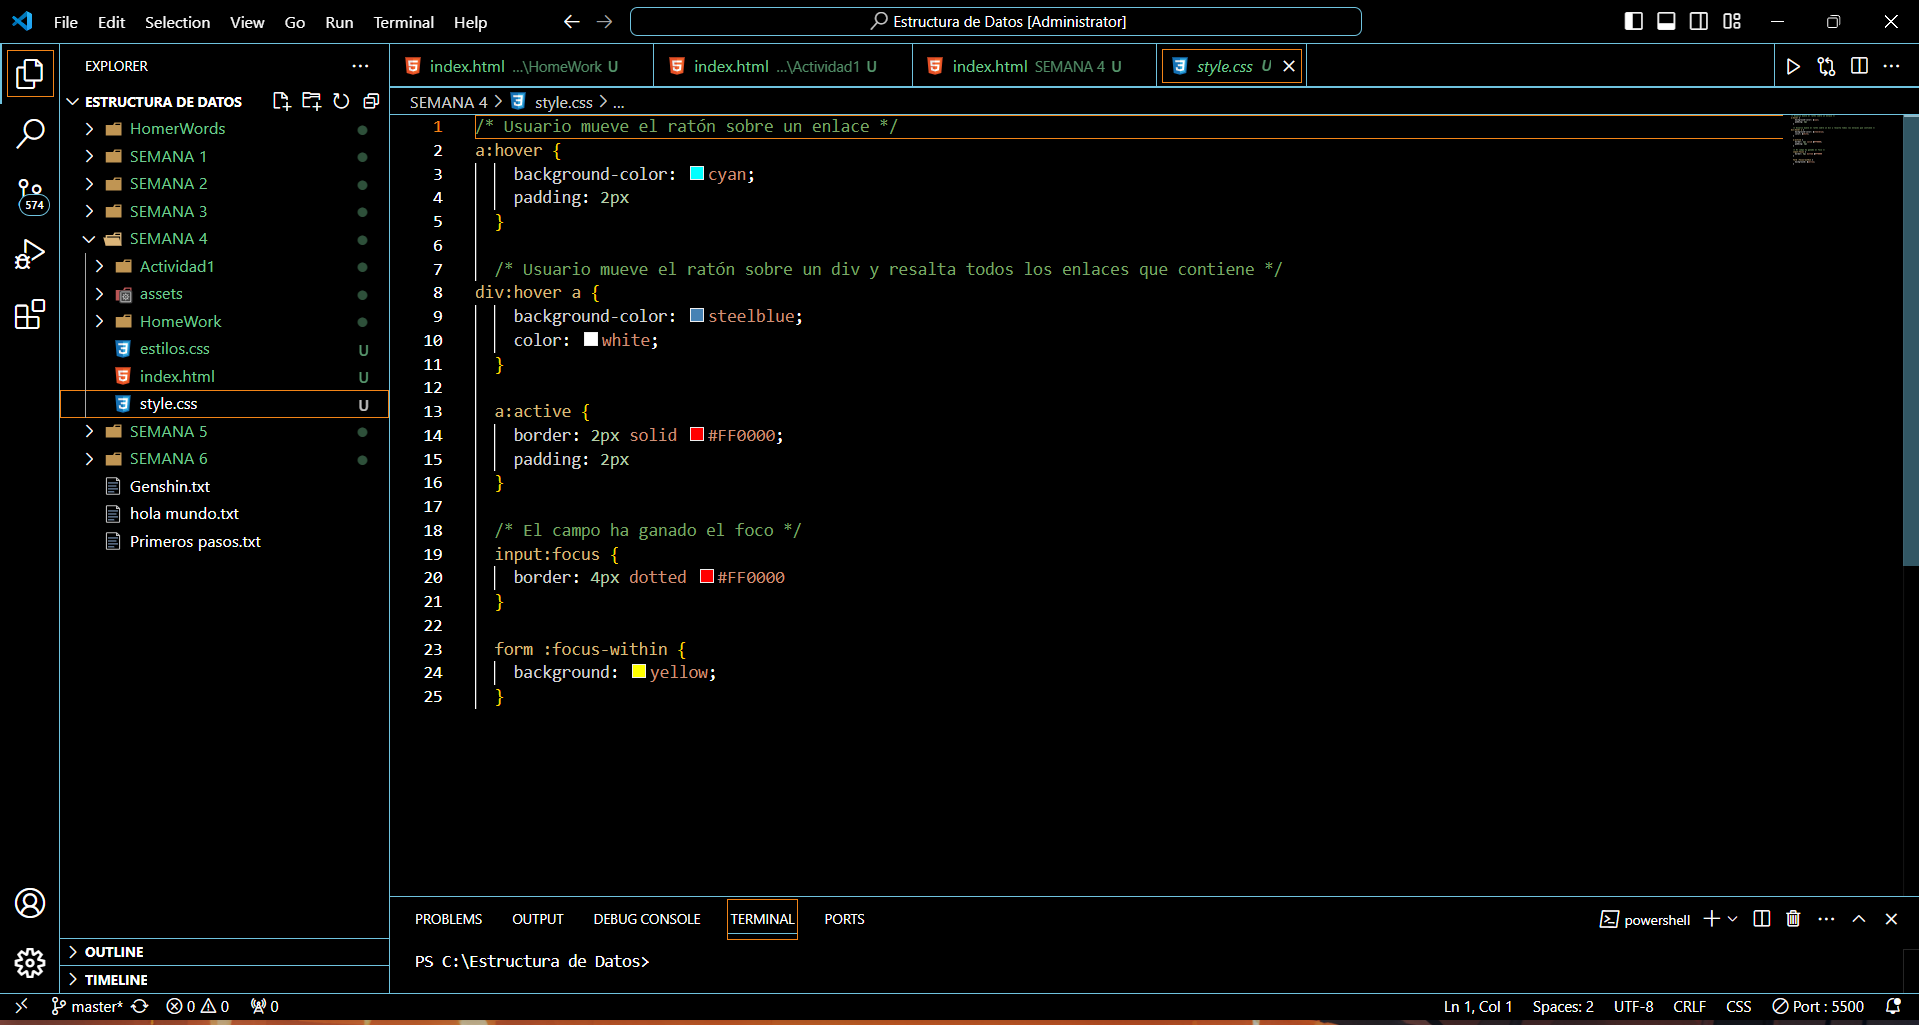 File Edit Selection View Go Run Terminal Help
Estructura de Datos [Administrator]
EXPLORER
ESTRUCTURA DE DATOS
HomerWords
SEMANA 1
SEMANA 2
SEMANA 3
SEMANA 4
Actividad1
assets
HomeWork
estilos.css U
index.html U
style.css U
SEMANA 5
SEMANA 6
Genshin.txt
hola mundo.txt
Primeros pasos.txt
OUTLINE
TIMELINE
574
index.html ...\HomeWork U
index.html ...\Actividad1 U
index.html SEMANA 4 U
style.css U
SEMANA 4 > style.css > ...
1 /* Usuario mueve el ratón sobre un enlace */
2 a:hover {
3 background-color: cyan;
4 padding: 2px
5 }
6
7 /* Usuario mueve el ratón sobre un div y resalta todos los enlaces que contiene */
8 div:hover a {
9 background-color: steelblue;
10 color: white;
11 }
12
13 a:active {
14 border: 2px solid #FF0000;
15 padding: 2px
16 }
17
18 /* El campo ha ganado el foco */
19 input:focus {
20 border: 4px dotted #FF0000
21 }
22
23 form :focus-within {
24 background: yellow;
25 }
PROBLEMS OUTPUT DEBUG CONSOLE TERMINAL PORTS
powershell
PS C:\Estructura de Datos>
master* 0 0 0
Ln 1, Col 1 Spaces: 2 UTF-8 CRLF CSS Port : 5500